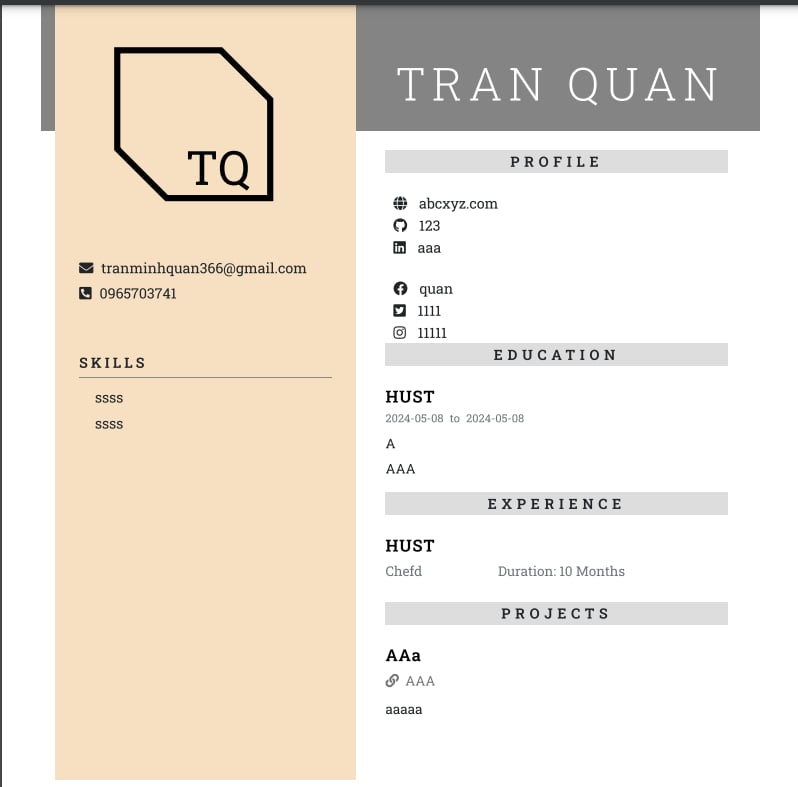 TQ
tranminhquan366@gmail.com
0965703741
SKILLS
ssss
ssss
TRAN QUAN
PROFILE
abcxyz.com
123
aaa
quan
1111
11111
EDUCATION
HUST
2024-05-08 to 2024-05-08
A
AAA
EXPERIENCE
HUST
Chefd Duration: 10 Months
PROJECTS
AAa
AAA
aaaaa